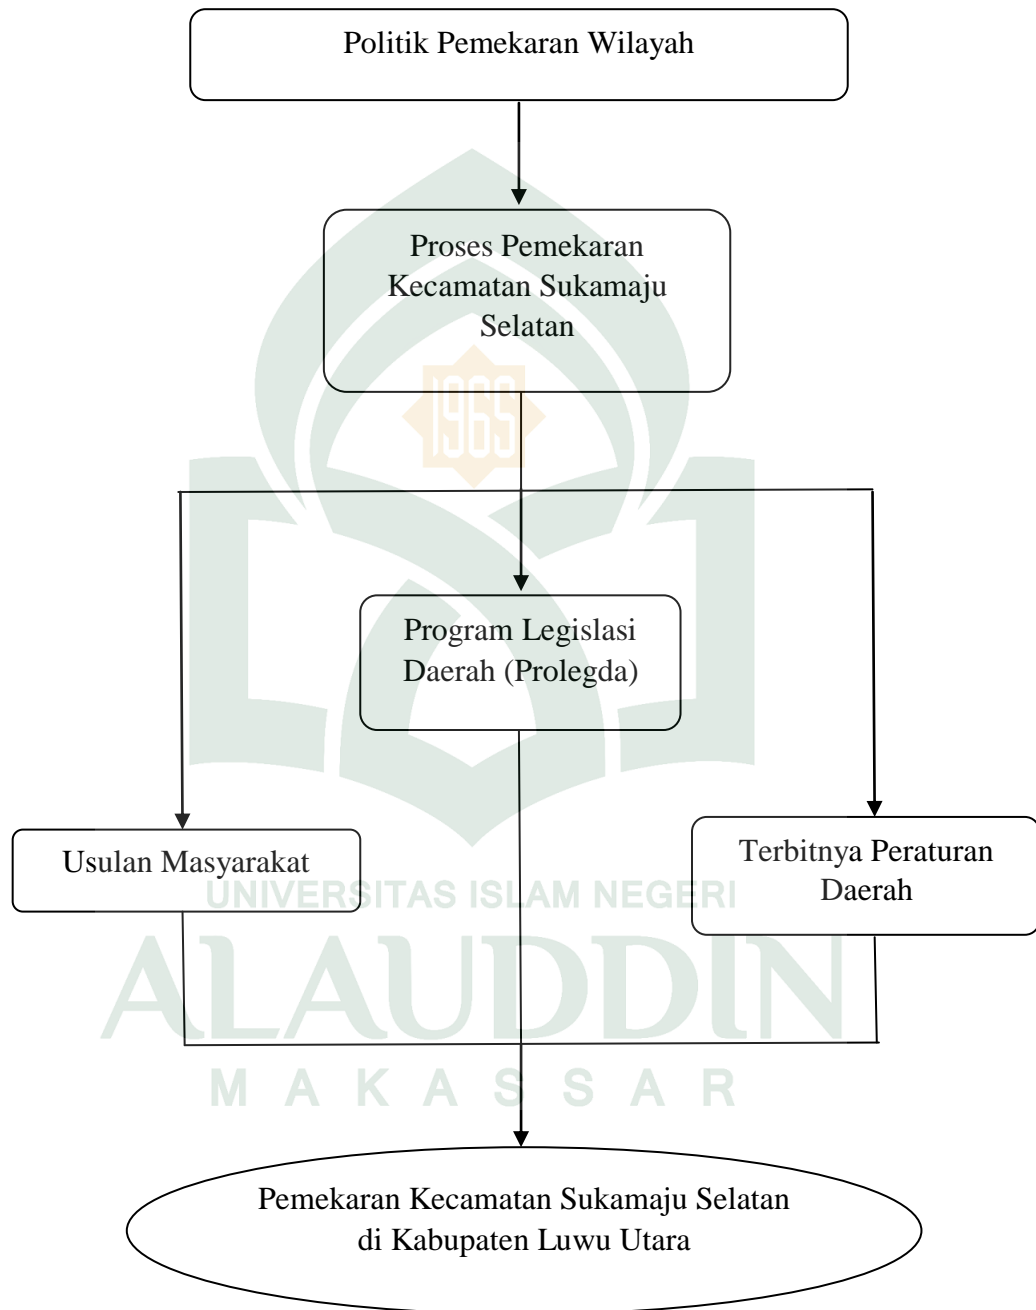 Politik Pemekaran Wilayah
Proses Pemekaran
Kecamatan Sukamaju
Selatan
1965
Program Legislasi
Daerah (Prolegda)
Usulan Masyarakat
Terbitnya Peraturan
Daerah
UNIVERSITAS ISLAM NEGERI
ALAUDDIN
MAKASSAR
Pemekaran Kecamatan Sukamaju Selatan
di Kabupaten Luwu Utara